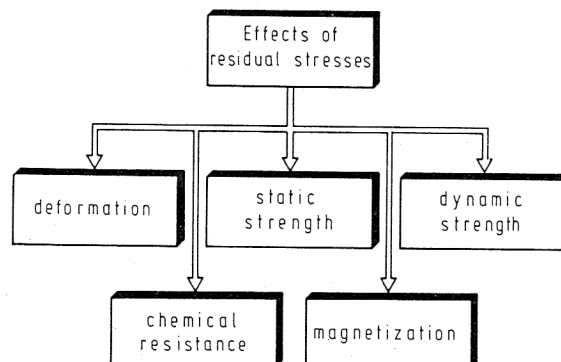 Effects of
residual stresses
deformation
static
strength
dynamic
strength
chemical
resistance
magnetization